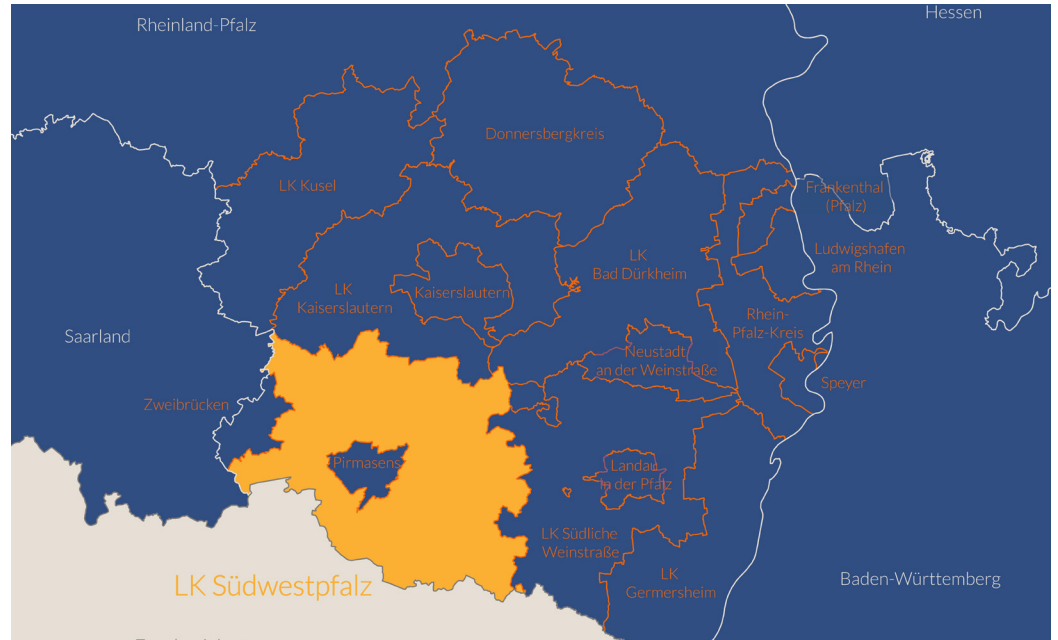 Hessen
Rheinland-Pfalz
Donnersbergkreis
LK Kusel
Frankenthal
(Pfalz)
Ludwigshafen
am Rhein
LK
Bad Dürkheim
LK
Kaiserslautern
Kaiserslautern
Rhein-
Pfalz-Kreis
Saarland
Neustadt
an der Weinstraße
Speyer
Zweibrücken
Pirmasens
Landau
in der Pfalz
LK Südliche
Weinstraße
LK
Germersheim
Baden-Württemberg
LK Südwestpfalz